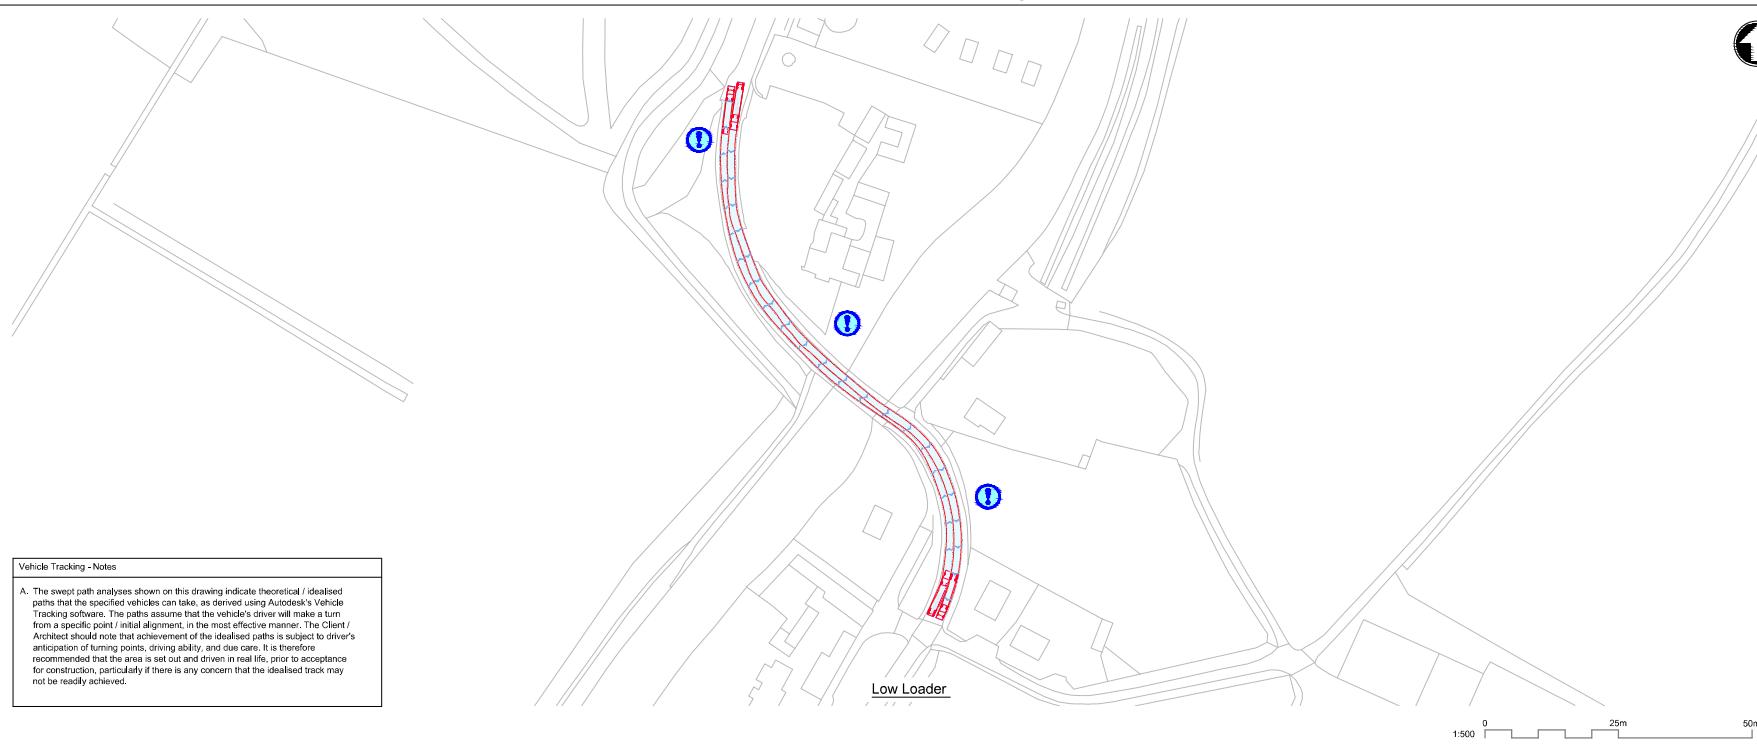 Vehicle Tracking - Notes
A. The swept path analyses shown on this drawing indicate theoretical / idealised
paths that the specified vehicles can take, as derived using Autodesk's Vehicle
Tracking software. The paths assume that the vehicle's driver will make a turn
from a specific point / initial alignment, in the most effective manner. The Client /
Architect should note that achievement of the idealised paths is subject to driver's
anticipation of turning points, driving ability, and due care. It is therefore
recommended that the area is set out and driven in real life, prior to acceptance
for construction, particularly if there is any concern that the idealised track may
not be readily achieved.
Low Loader
0 25m 50m
1:500